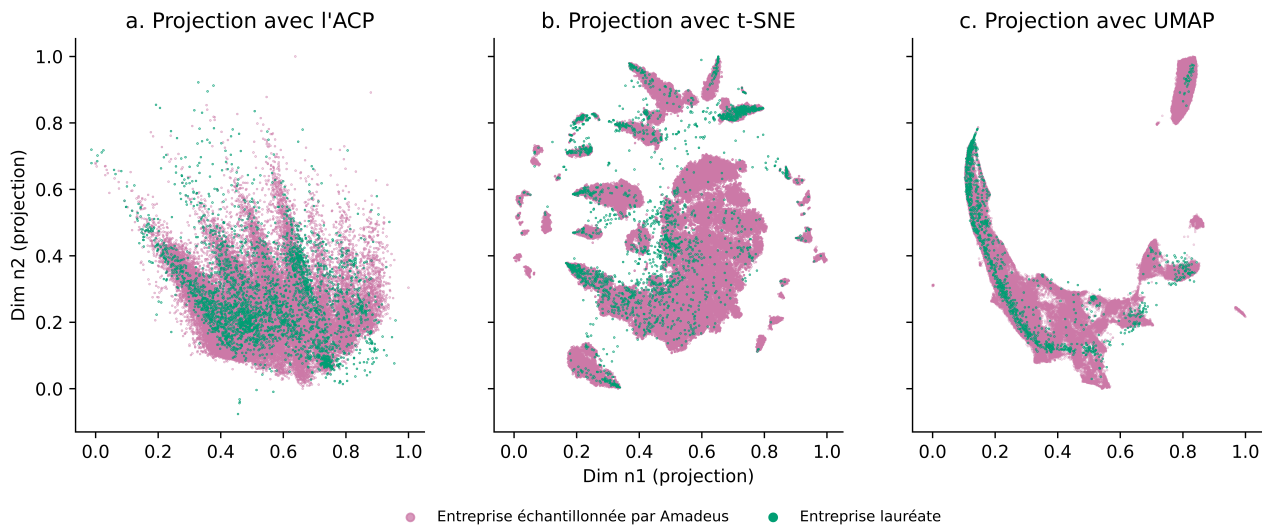 a. Projection avec l'ACP
b. Projection avec t-SNE
c. Projection avec UMAP
Dim n2 (projection)
1.0
0.8
0.6
0.4
0.2
0.0
0.0 0.2 0.4 0.6 0.8 1.0
0.0 0.2 0.4 0.6 0.8 1.0
0.0 0.2 0.4 0.6 0.8 1.0
Dim n1 (projection)
Entreprise échantillonnée par Amadeus
Entreprise lauréate